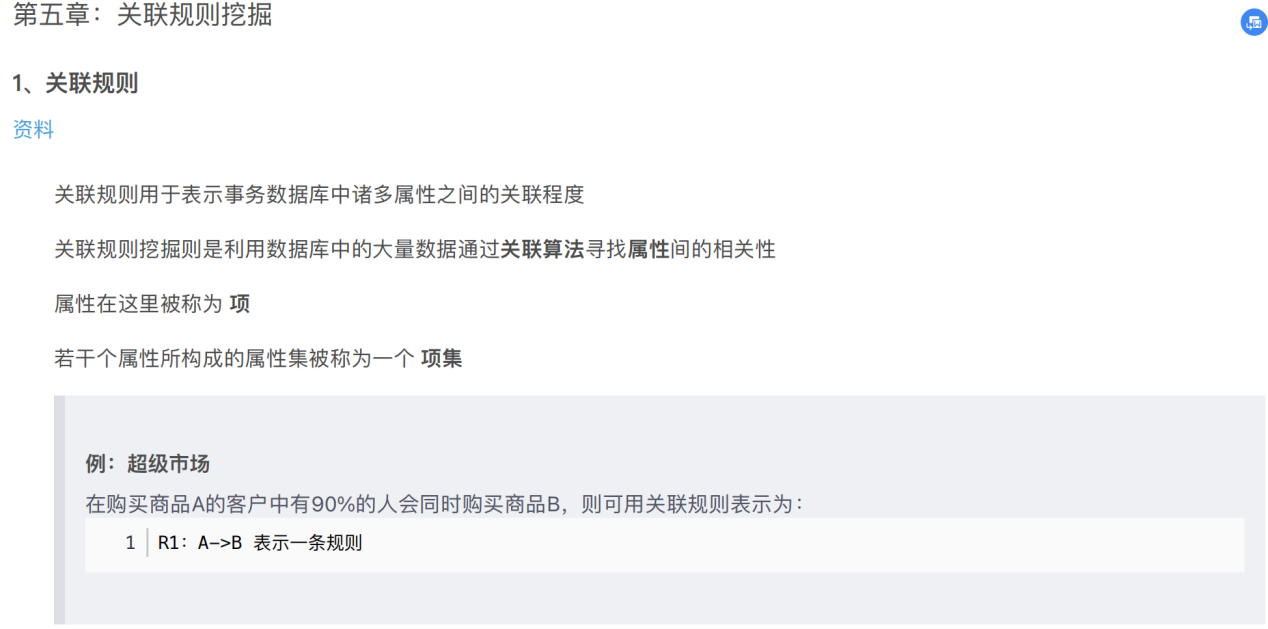 第五章：关联规则挖掘
1、关联规则
资料
关联规则用于表示事务数据库中诸多属性之间的关联程度
关联规则挖掘则是利用数据库中的大量数据通过关联算法寻找属性间的相关性
属性在这里被称为 项
若干个属性所构成的属性集被称为一个 项集
例：超级市场
在购买商品A的客户中有90%的人会同时购买商品B，则可用关联规则表示为：
1 R1：A->B 表示一条规则